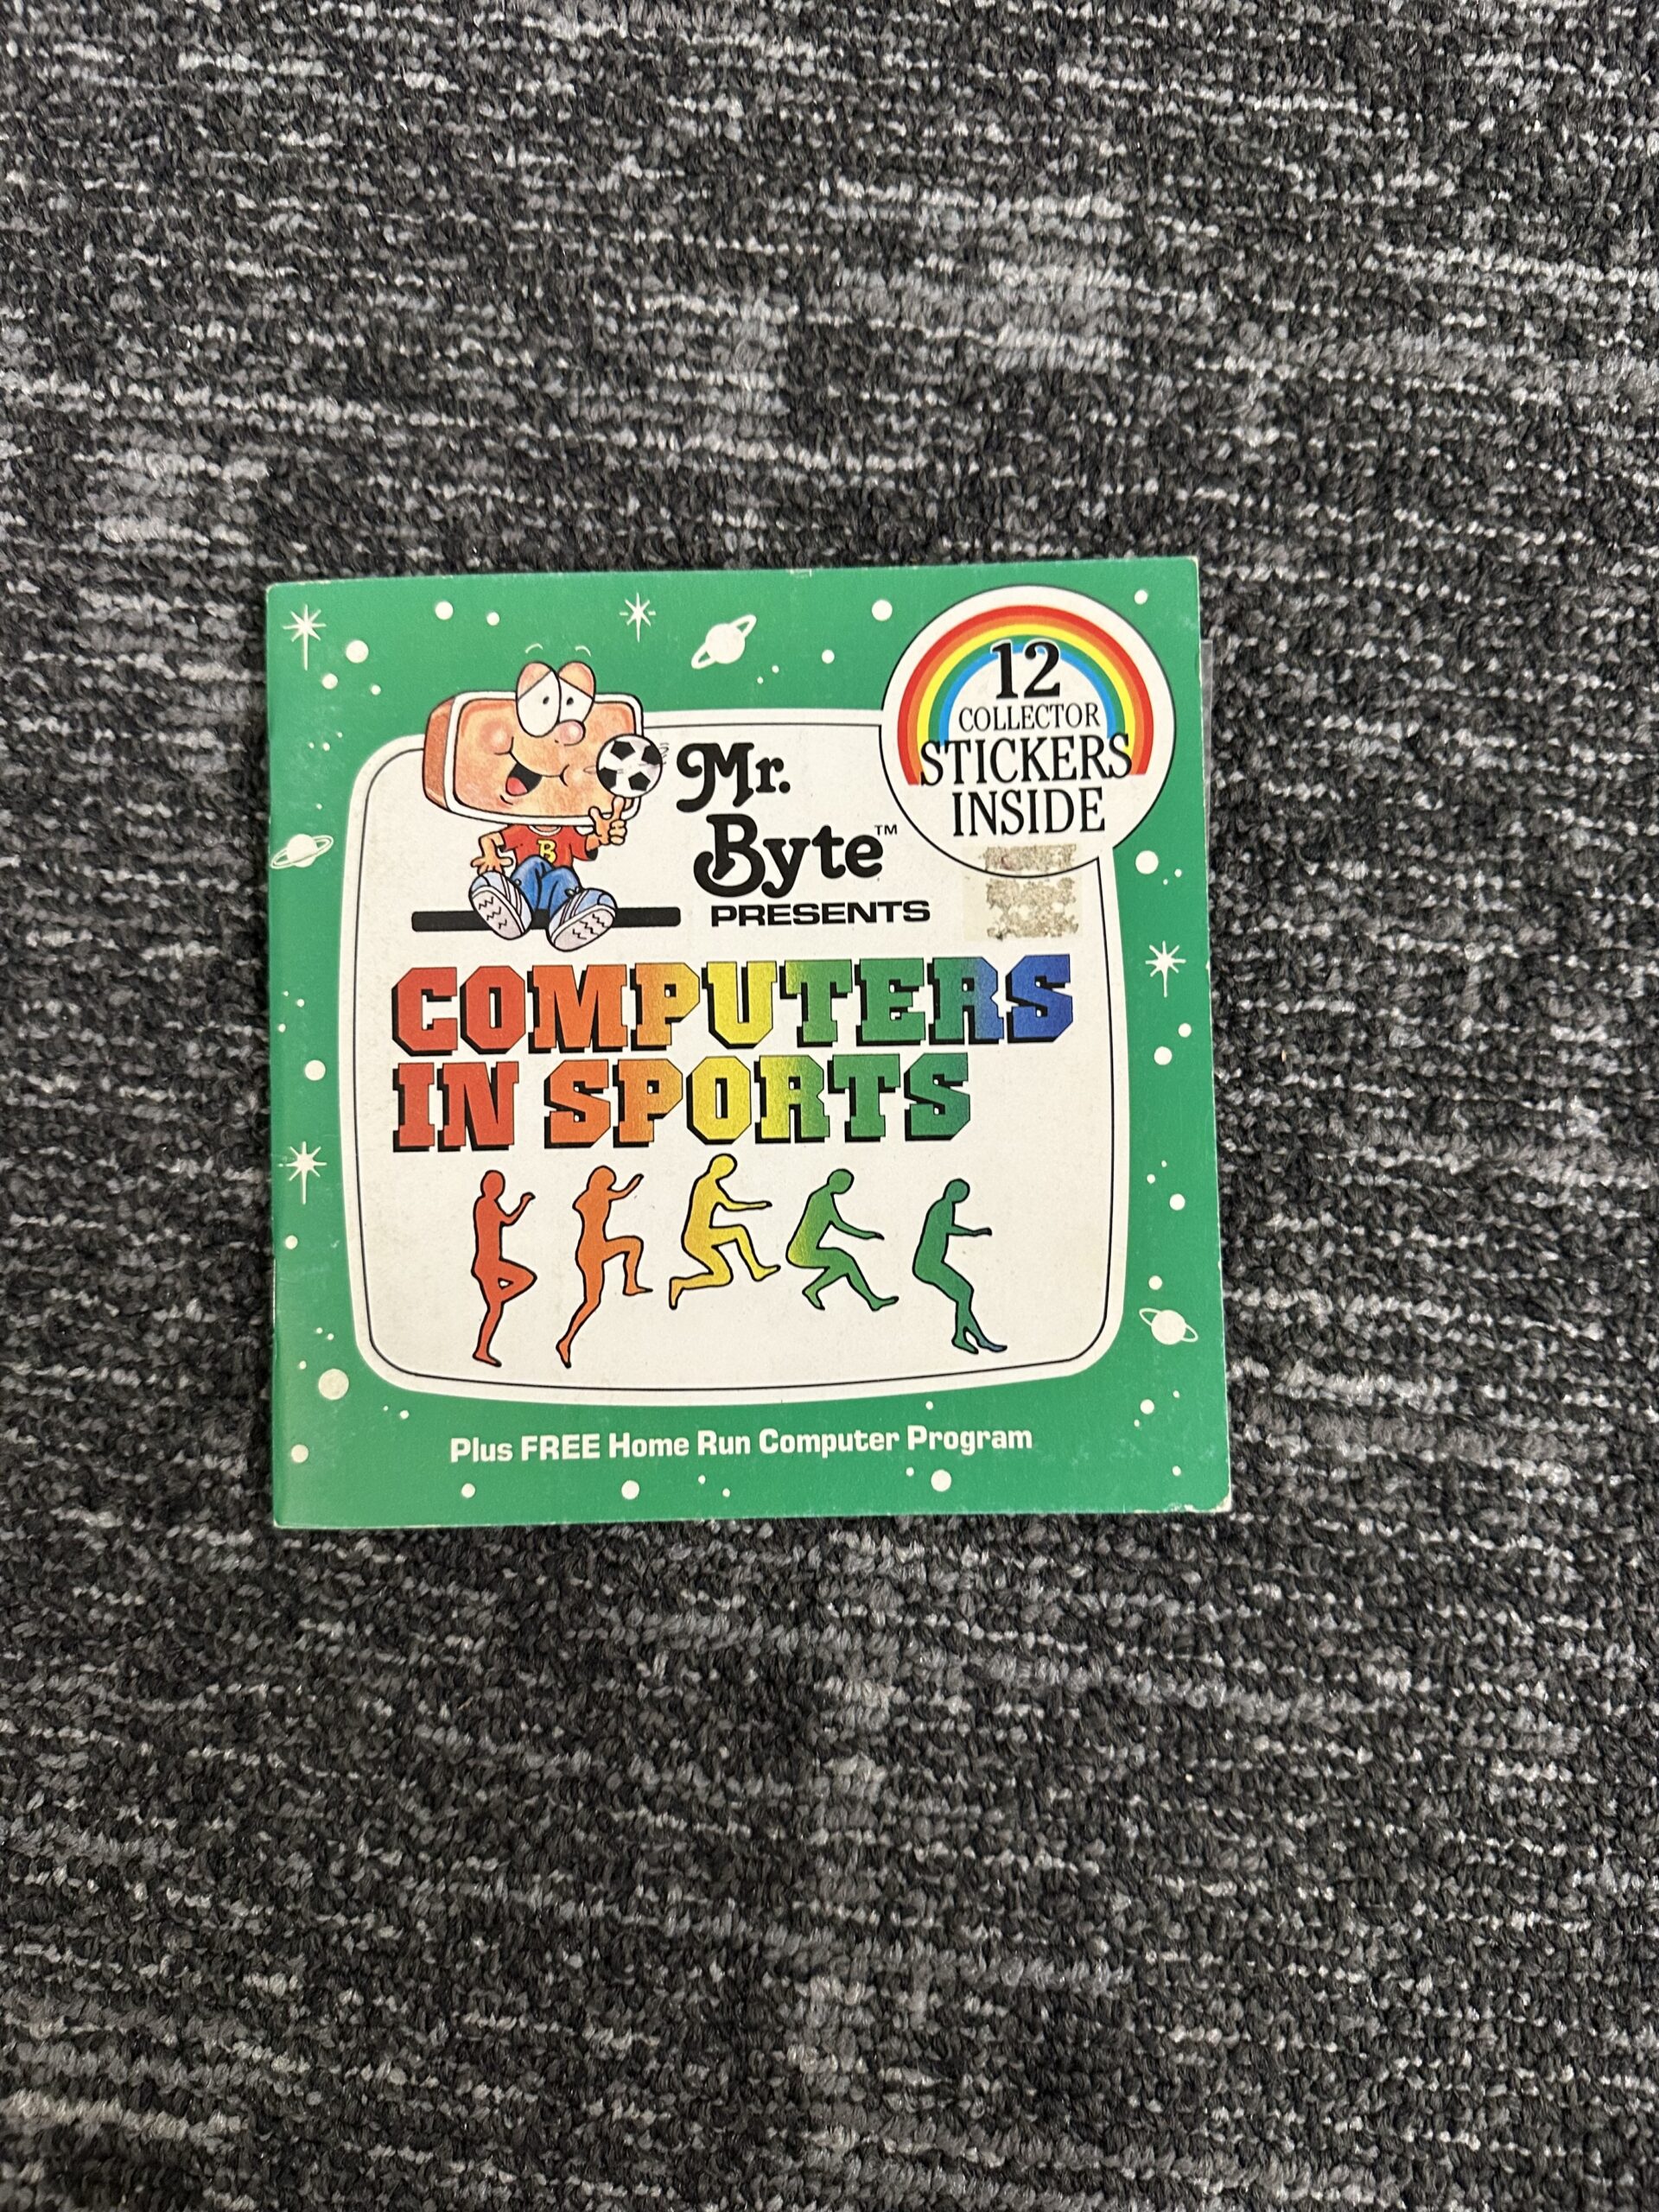 12
COLLECTOR
STICKERS
INSIDE
Mr.
Byte™
PRESENTS
B
COMPUTERS
IN SPORTS
Plus FREE Home Run Computer Program